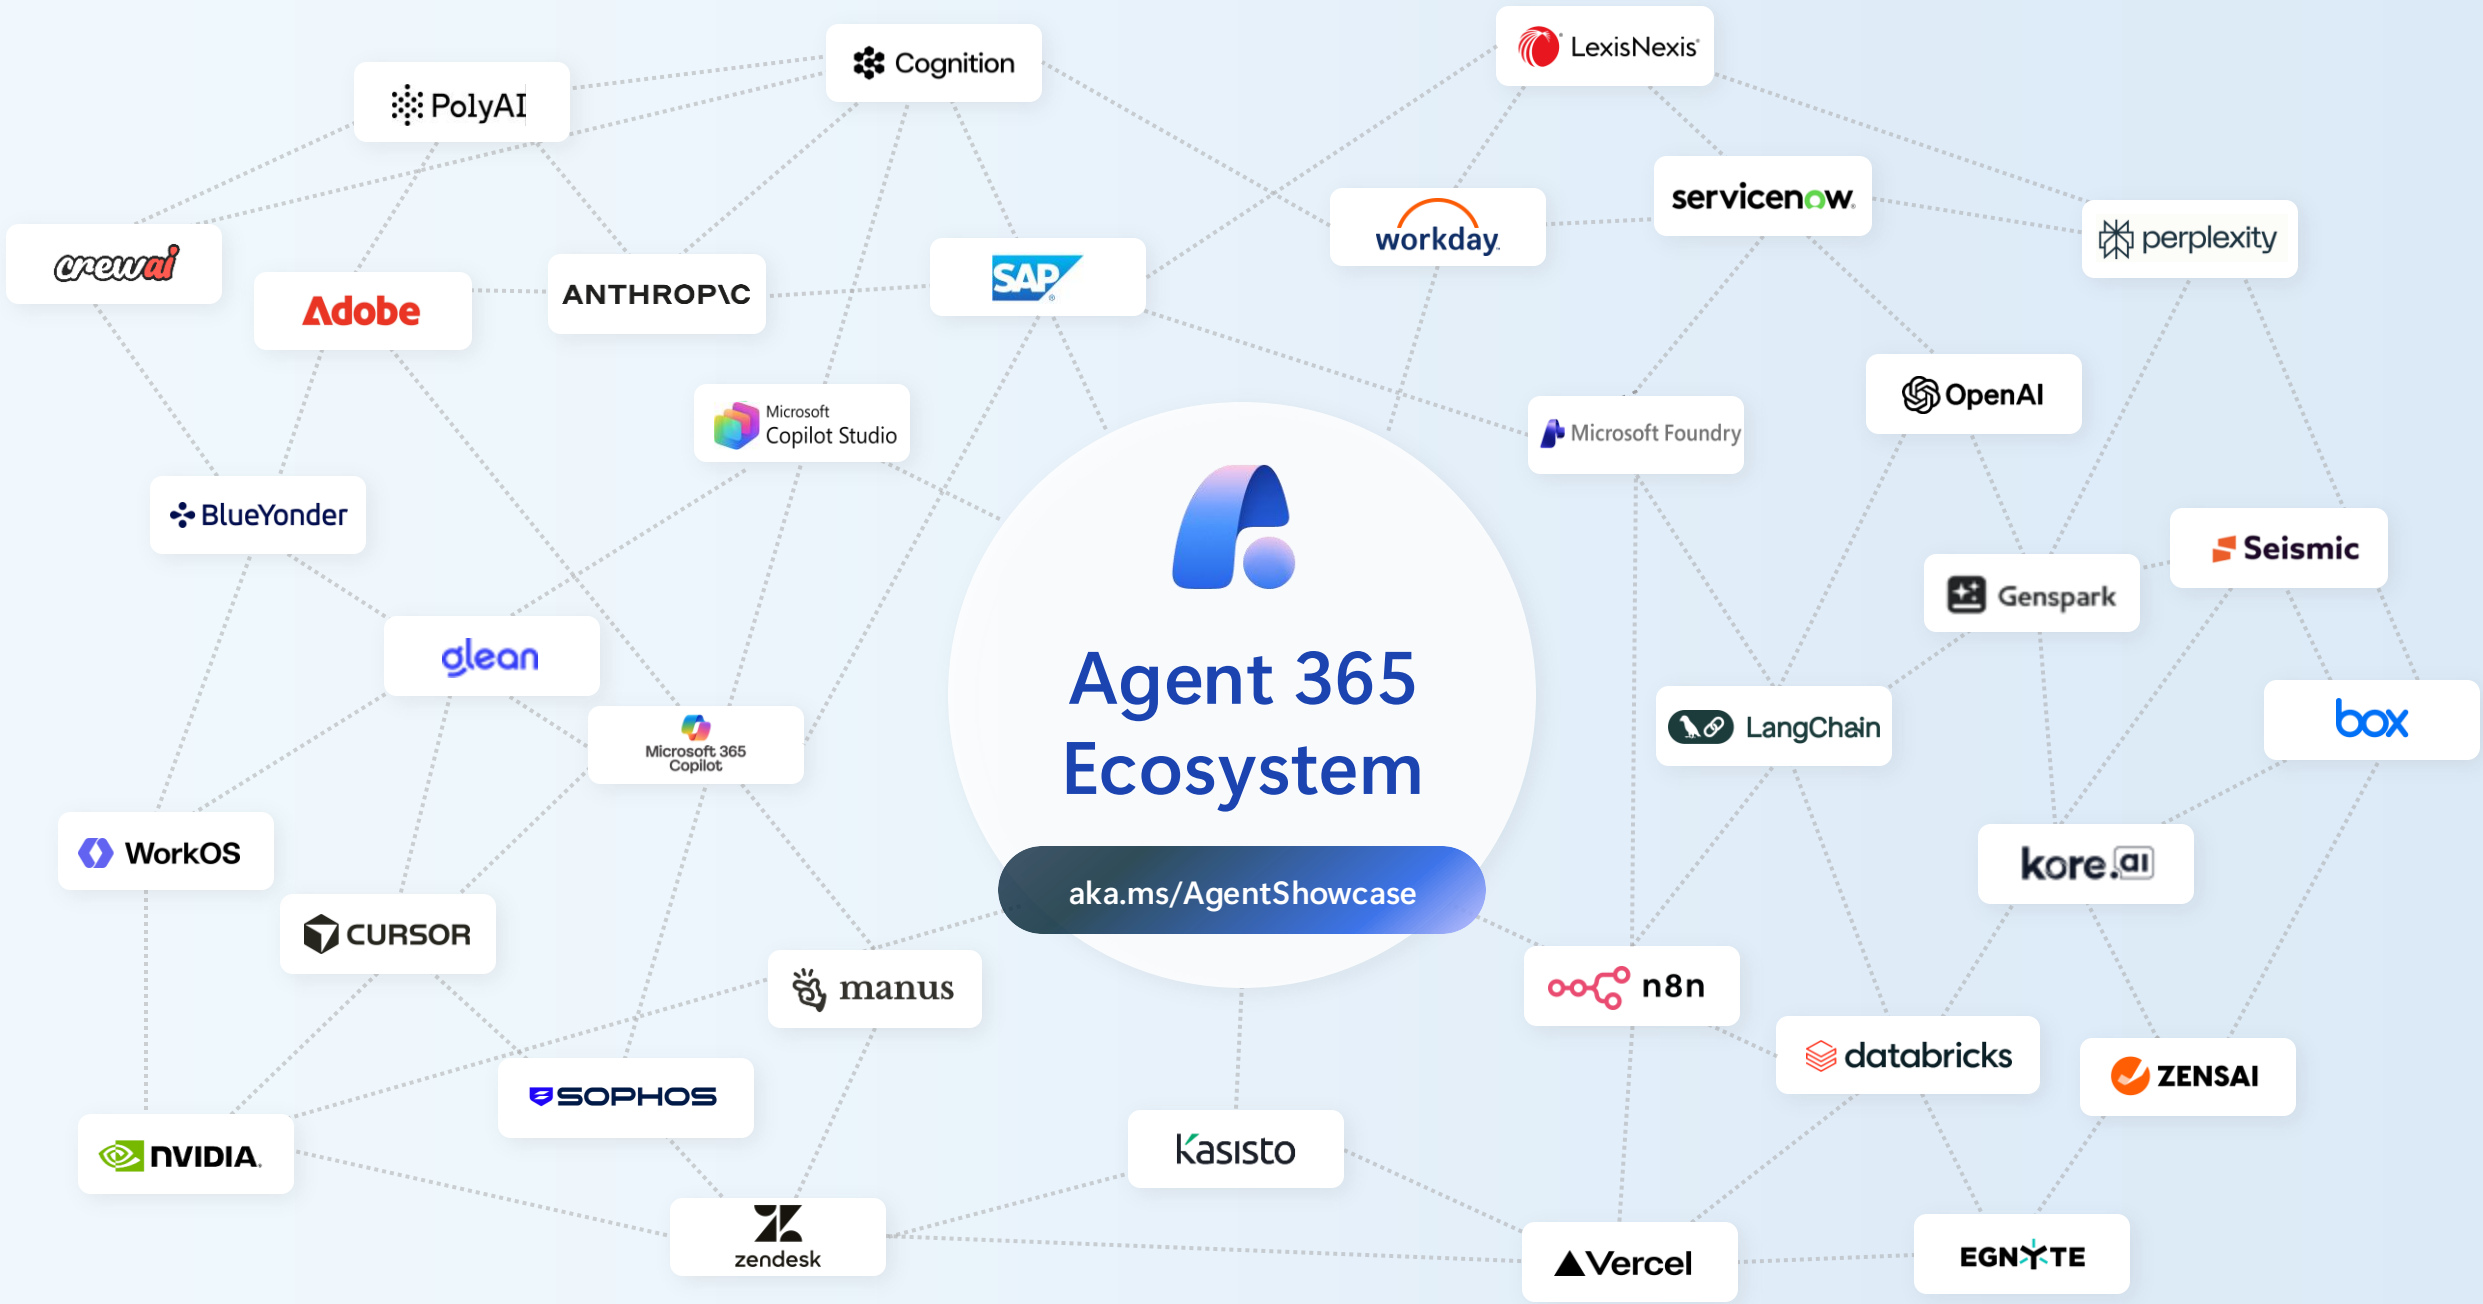 Cognition
LexisNexis®
PolyAI
servicenow®
workday™
perplexity
crewai
Adobe
ANTHROP\C
SAP®
Microsoft
Copilot Studio
OpenAI
Microsoft Foundry
BlueYonder
Seismic
Genspark
glean
Agent 365
Ecosystem
Microsoft 365
Copilot
LangChain
box
WorkOS
kore.ai
aka.ms/AgentShowcase
CURSOR
manus
n8n
databricks
ZENSAI
SOPHOS
NVIDIA®
Kasisto
zendesk
Vercel
EGNYTE